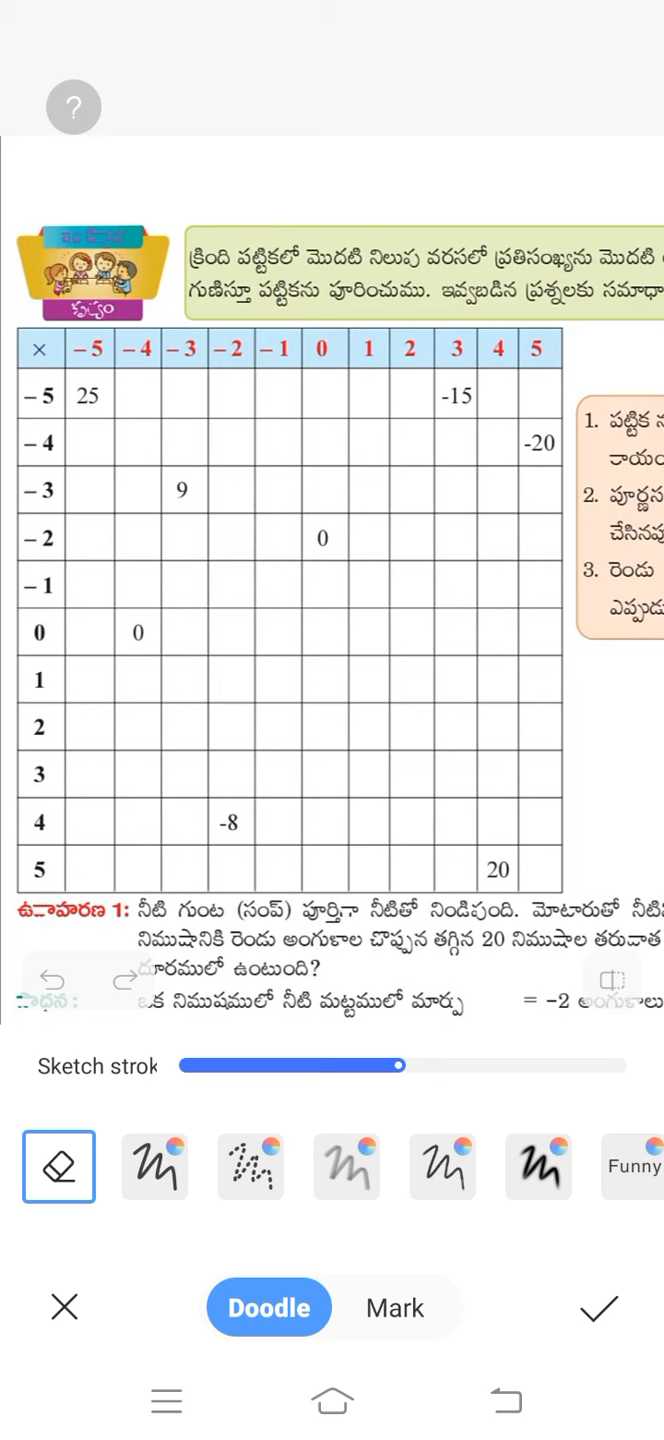 ?
కృత్యం
క్రింది పట్టికలో మొదటి నిలువు వరసలో ప్రతిసంఖ్యను మొదటి
గుణిస్తూ పట్టికను పూరించుము. ఇవ్వబడిన ప్రశ్నలకు సమాధా
× –5 –4 –3 –2 –1 0 1 2 3 4 5
–5 25 -15
–4 -20
–3 9
–2 0
–1
0 0
1
2
3
4 -8
5 20
1. పట్టిక
రాయం
2. పూర్ణస
చేసినపు
3. రెండు
ఎప్పుడు
ఉదాహరణ 1: నీటి గుంట (సంప్) పూర్తిగా నీటితో నిండివుంది. మోటారుతో నీటిని
నిముషానికి రెండు అంగుళాల చొప్పున తగ్గిన 20 నిముషాల తరువాత
దూరములో ఉంటుంది?
సాధన : ఒక నిముషములో నీటి మట్టములో మార్పు = –2 అంగుళాలు
Sketch strok
Funny
Doodle Mark